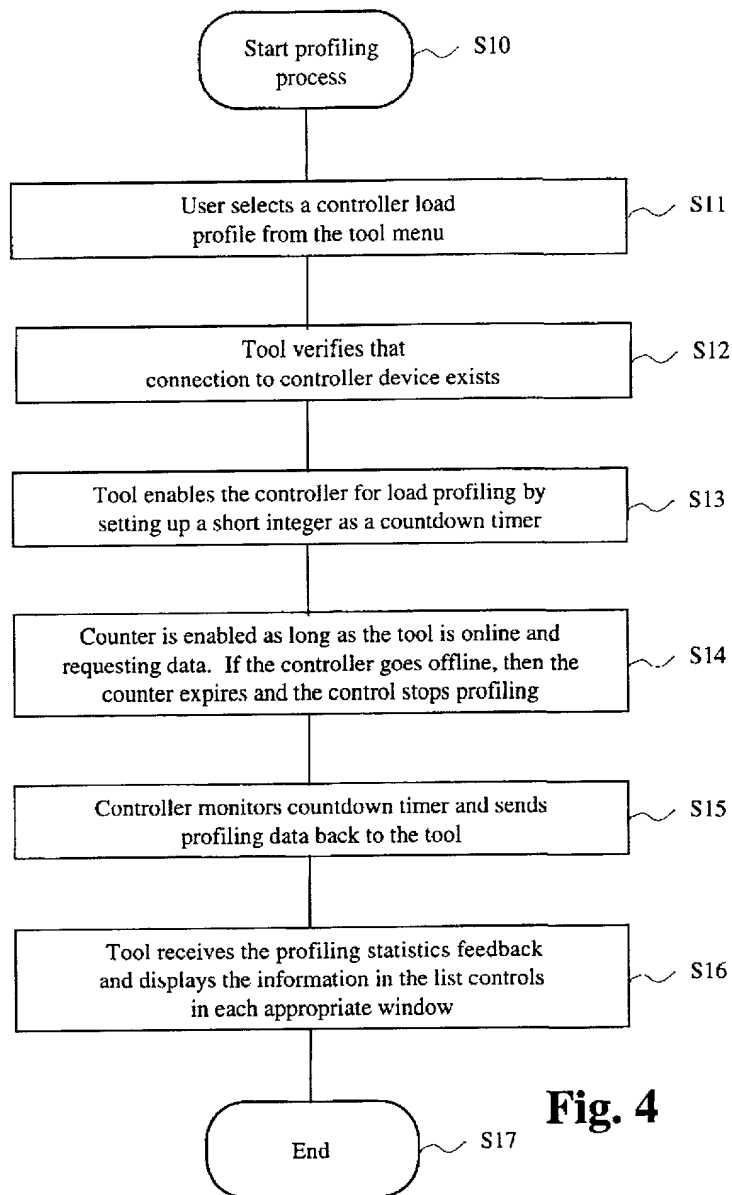 Start profiling
process
S10
User selects a controller load
profile from the tool menu
S11
Tool verifies that
connection to controller device exists
S12
Tool enables the controller for load profiling by
setting up a short integer as a countdown timer
S13
Counter is enabled as long as the tool is online and
requesting data. If the controller goes offline, then the
counter expires and the control stops profiling
S14
Controller monitors countdown timer and sends
profiling data back to the tool
S15
Tool receives the profiling statistics feedback
and displays the information in the list controls
in each appropriate window
S16
End
S17
Fig. 4